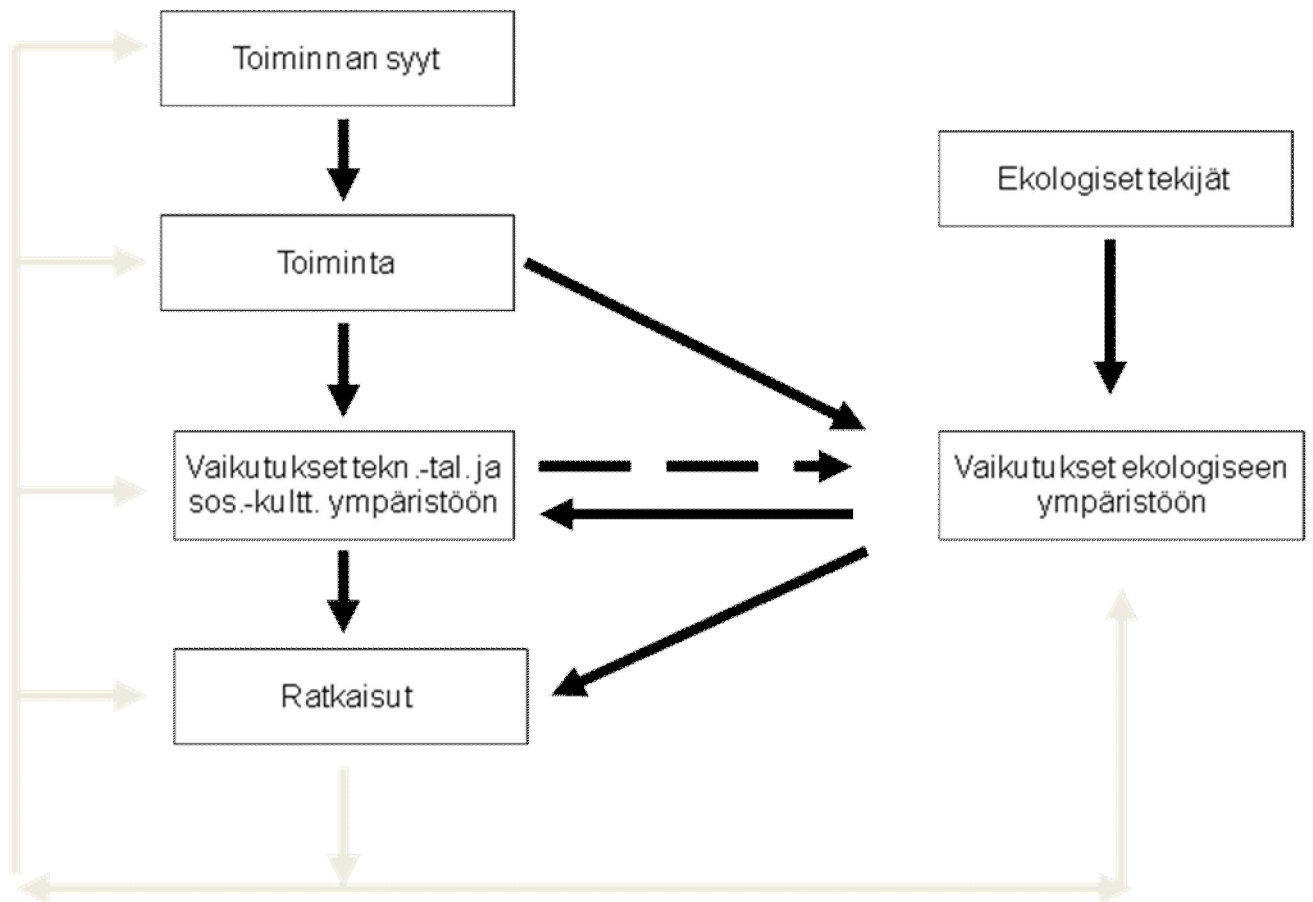 Toiminnan syyt
Ekologiset tekijät
Toiminta
Vaikutukset tekn.-tal. ja
sos.-kultt. ympäristöön
Vaikutukset ekologiseen
ympäristöön
Ratkaisut